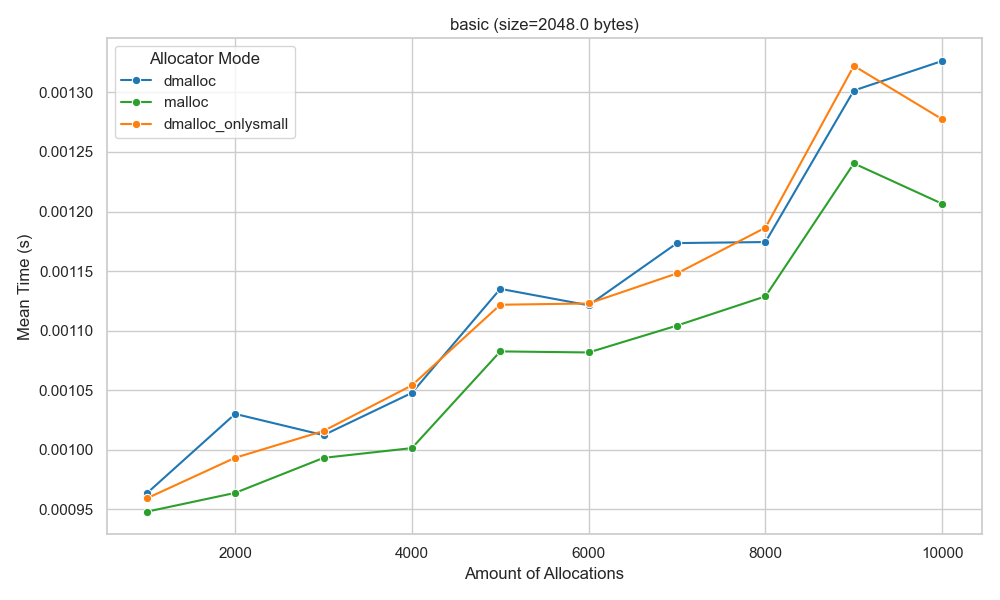 basic (size=2048.0 bytes)
Allocator Mode
dmalloc
malloc
dmalloc_onlysmall
Mean Time (s)
0.00130
0.00125
0.00120
0.00115
0.00110
0.00105
0.00100
0.00095
2000 4000 6000 8000 10000
Amount of Allocations